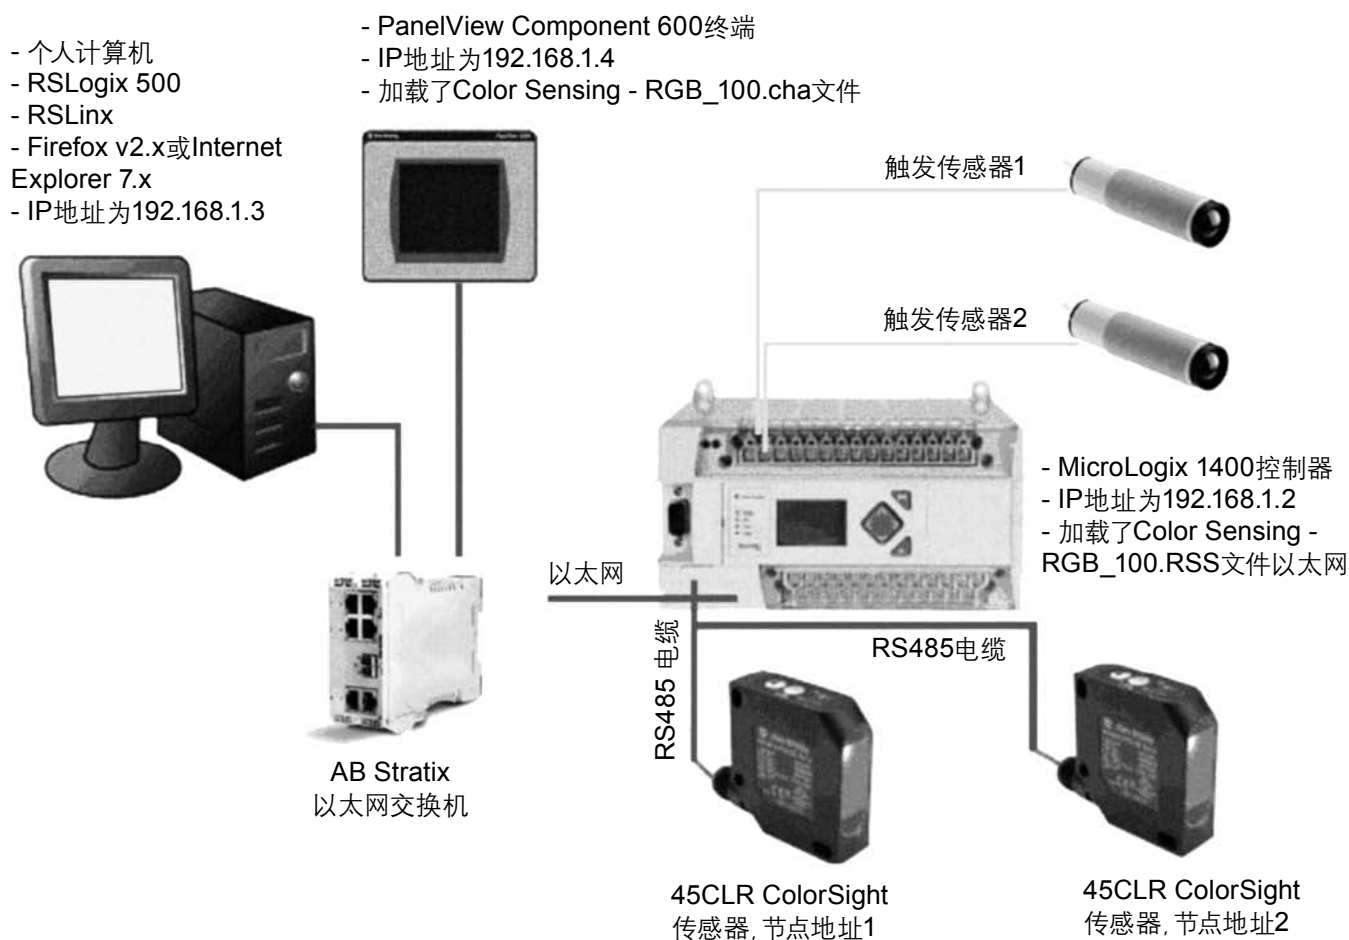 - PanelView Component 600终端
- IP地址为192.168.1.4
- 加载了Color Sensing - RGB_100.cha文件
- 个人计算机
- RSLogix 500
- RSLinx
- Firefox v2.x或Internet
Explorer 7.x
- IP地址为192.168.1.3
触发传感器1
触发传感器2
- MicroLogix 1400控制器
- IP地址为192.168.1.2
- 加载了Color Sensing -
RGB_100.RSS文件以太网
以太网
RS485 电缆
RS485电缆
AB Stratix
以太网交换机
45CLR ColorSight
传感器, 节点地址1
45CLR ColorSight
传感器, 节点地址2